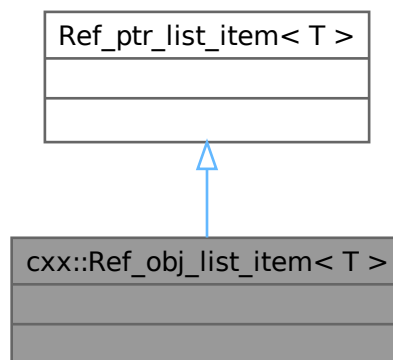 Ref_ptr_list_item< T >
cxx::Ref_obj_list_item< T >